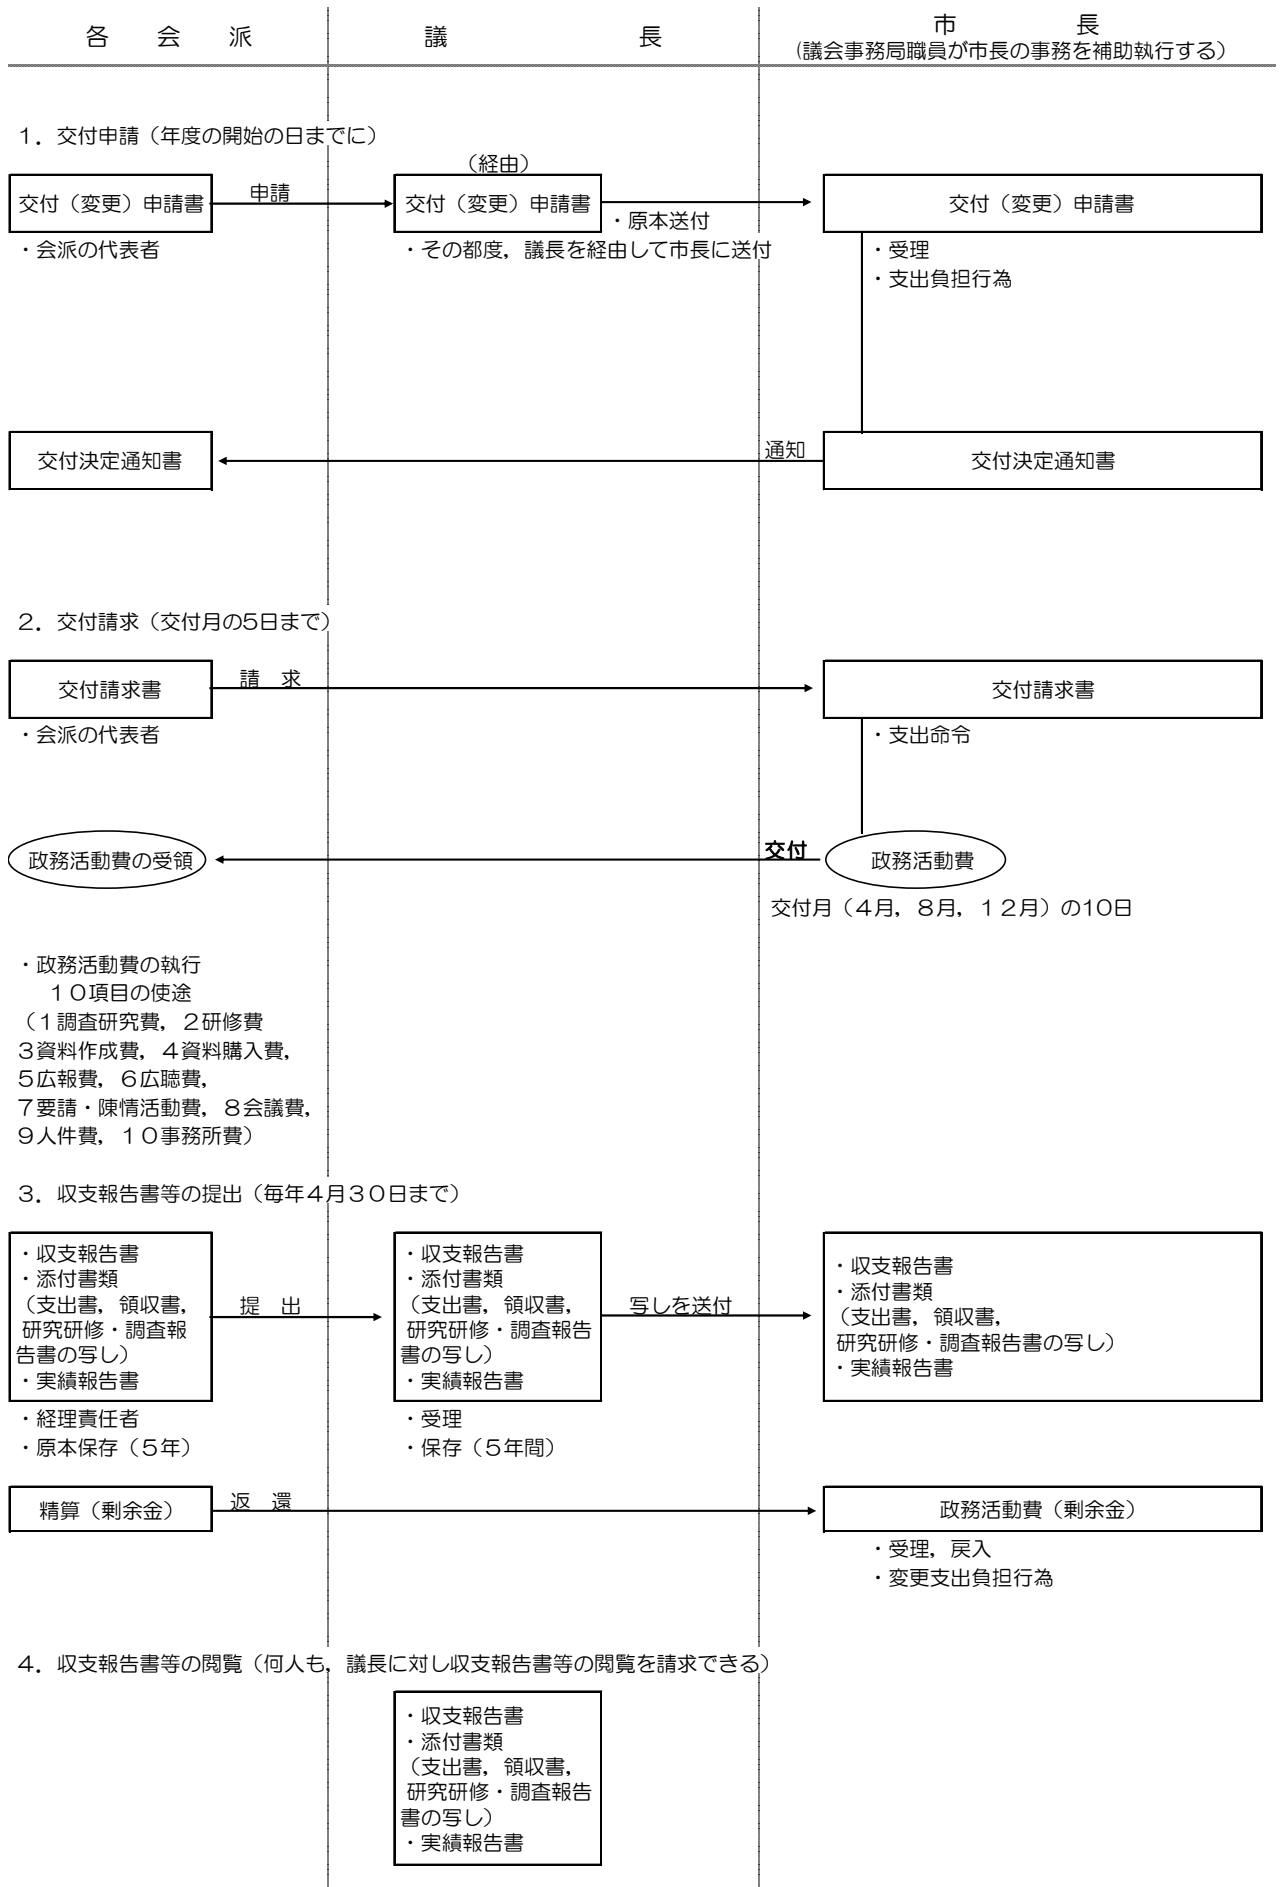 各　会　派
議　　　　　　　長
市　　　　　長
(議会事務局職員が市長の事務を補助執行する）
１．交付申請（年度の開始の日までに）
（経由）
交付（変更）申請書
申請
交付（変更）申請書
・原本送付
交付（変更）申請書
・会派の代表者
・その都度，議長を経由して市長に送付
・受理
・支出負担行為
交付決定通知書
通知
交付決定通知書
２．交付請求（交付月の5日まで）
交付請求書
請　求
交付請求書
・会派の代表者
・支出命令
政務活動費の受領
交付
政務活動費
交付月（４月，８月，１２月）の10日
・政務活動費の執行
１０項目の使途
（１調査研究費，２研修費
３資料作成費，４資料購入費，
５広報費，６広聴費，
７要請・陳情活動費，８会議費，
９人件費，１０事務所費）
３．収支報告書等の提出（毎年４月３０日まで）
・収支報告書
・添付書類
（支出書，領収書，
研究研修・調査報
告書の写し）
・実績報告書
提　出
・収支報告書
・添付書類
（支出書，領収書，
研究研修・調査報告
書の写し）
・実績報告書
写しを送付
・収支報告書
・添付書類
（支出書，領収書，
研究研修・調査報告書の写し）
・実績報告書
・経理責任者
・原本保存（５年）
・受理
・保存（５年間）
精算（剰余金）
返　還
政務活動費（剰余金）
・受理，戻入
・変更支出負担行為
４．収支報告書等の閲覧（何人も，議長に対し収支報告書等の閲覧を請求できる）
・収支報告書
・添付書類
（支出書，領収書，
研究研修・調査報告
書の写し）
・実績報告書